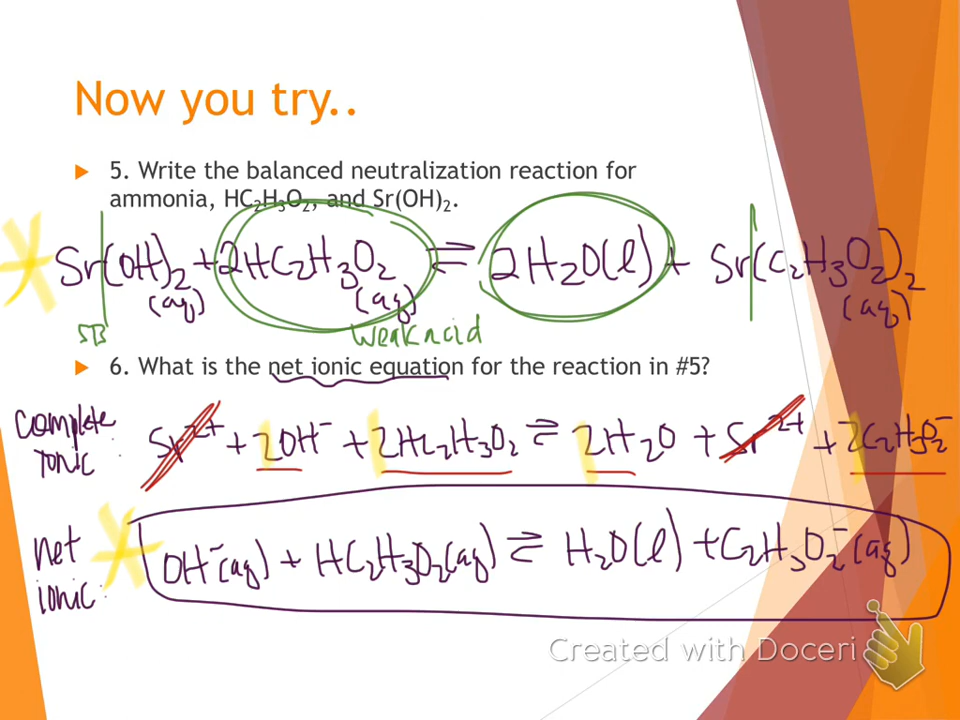 Now you try..
5. Write the balanced neutralization reaction for
ammonia, HC₂H₃O₂, and Sr(OH)₂.
Sr(OH)₂ + 2HC₂H₃O₂ ⇌ 2H₂O(l) + Sr(C₂H₃O₂)₂
(aq) (aq) (aq)
SB weak acid
6. What is the net ionic equation for the reaction in #5?
complete ionic: Sr²⁺ + 2OH⁻ + 2HC₂H₃O₂ ⇌ 2H₂O + Sr²⁺ + 2C₂H₃O₂⁻
net ionic: OH⁻(aq) + HC₂H₃O₂(aq) ⇌ H₂O(l) + C₂H₃O₂⁻(aq)
Created with Doceri